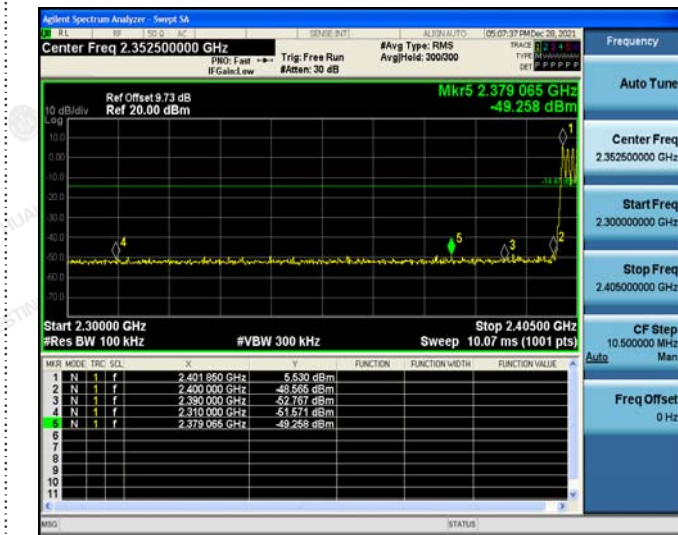 Agilent Spectrum Analyzer - Swept SA
RL RF 50 Ω AC SENSE:INT ALIGN AUTO 05:07:37 PM Dec 28, 2021
Center Freq 2.352500000 GHz
PNO: Fast
IFGain:Low
Trig: Free Run
#Atten: 30 dB
#Avg Type: RMS
Avg|Hold: 300/300
TRACE 1 2 3 4 5 6
TYPE
DET P P P P P P
Frequency
Ref Offset 9.73 dB
10 dB/div Ref 20.00 dBm
Log
Mkr5 2.379 065 GHz
-49.258 dBm
Auto Tune
10.0
0.00
-10.0
-20.0
-30.0
-40.0
-50.0
-60.0
-70.0
1
2
3
4
5
Center Freq
2.352500000 GHz
Start Freq
2.300000000 GHz
Stop Freq
2.405000000 GHz
Start 2.30000 GHz Stop 2.40500 GHz
#Res BW 100 kHz #VBW 300 kHz Sweep 10.07 ms (1001 pts)
CF Step
10.500000 MHz
Auto Man
MKR MODE TRC SCL X Y FUNCTION FUNCTION WIDTH FUNCTION VALUE
1 N 1 f 2.401 850 GHz 5.530 dBm
2 N 1 f 2.400 000 GHz -48.565 dBm
3 N 1 f 2.390 000 GHz -52.767 dBm
4 N 1 f 2.310 000 GHz -51.571 dBm
5 N 1 f 2.379 065 GHz -49.258 dBm
6
7
8
9
10
11
Freq Offset
0 Hz
MSG STATUS